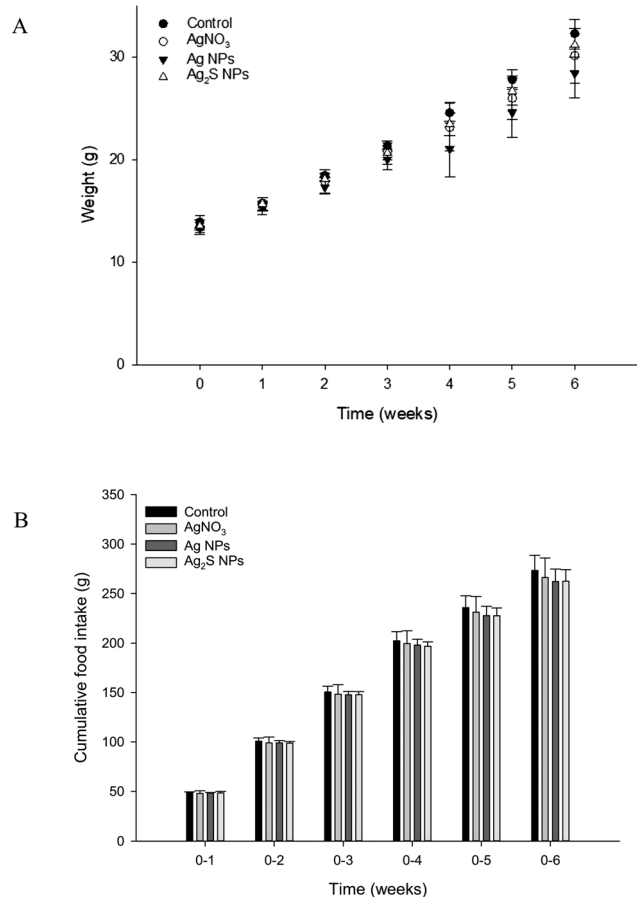 A
Control
AgNO₃
Ag NPs
Ag₂S NPs
Weight (g)
30
20
10
0
0 1 2 3 4 5 6
Time (weeks)
B
Control
AgNO₃
Ag NPs
Ag₂S NPs
Cumulative food intake (g)
350
300
250
200
150
100
50
0
0-1 0-2 0-3 0-4 0-5 0-6
Time (weeks)